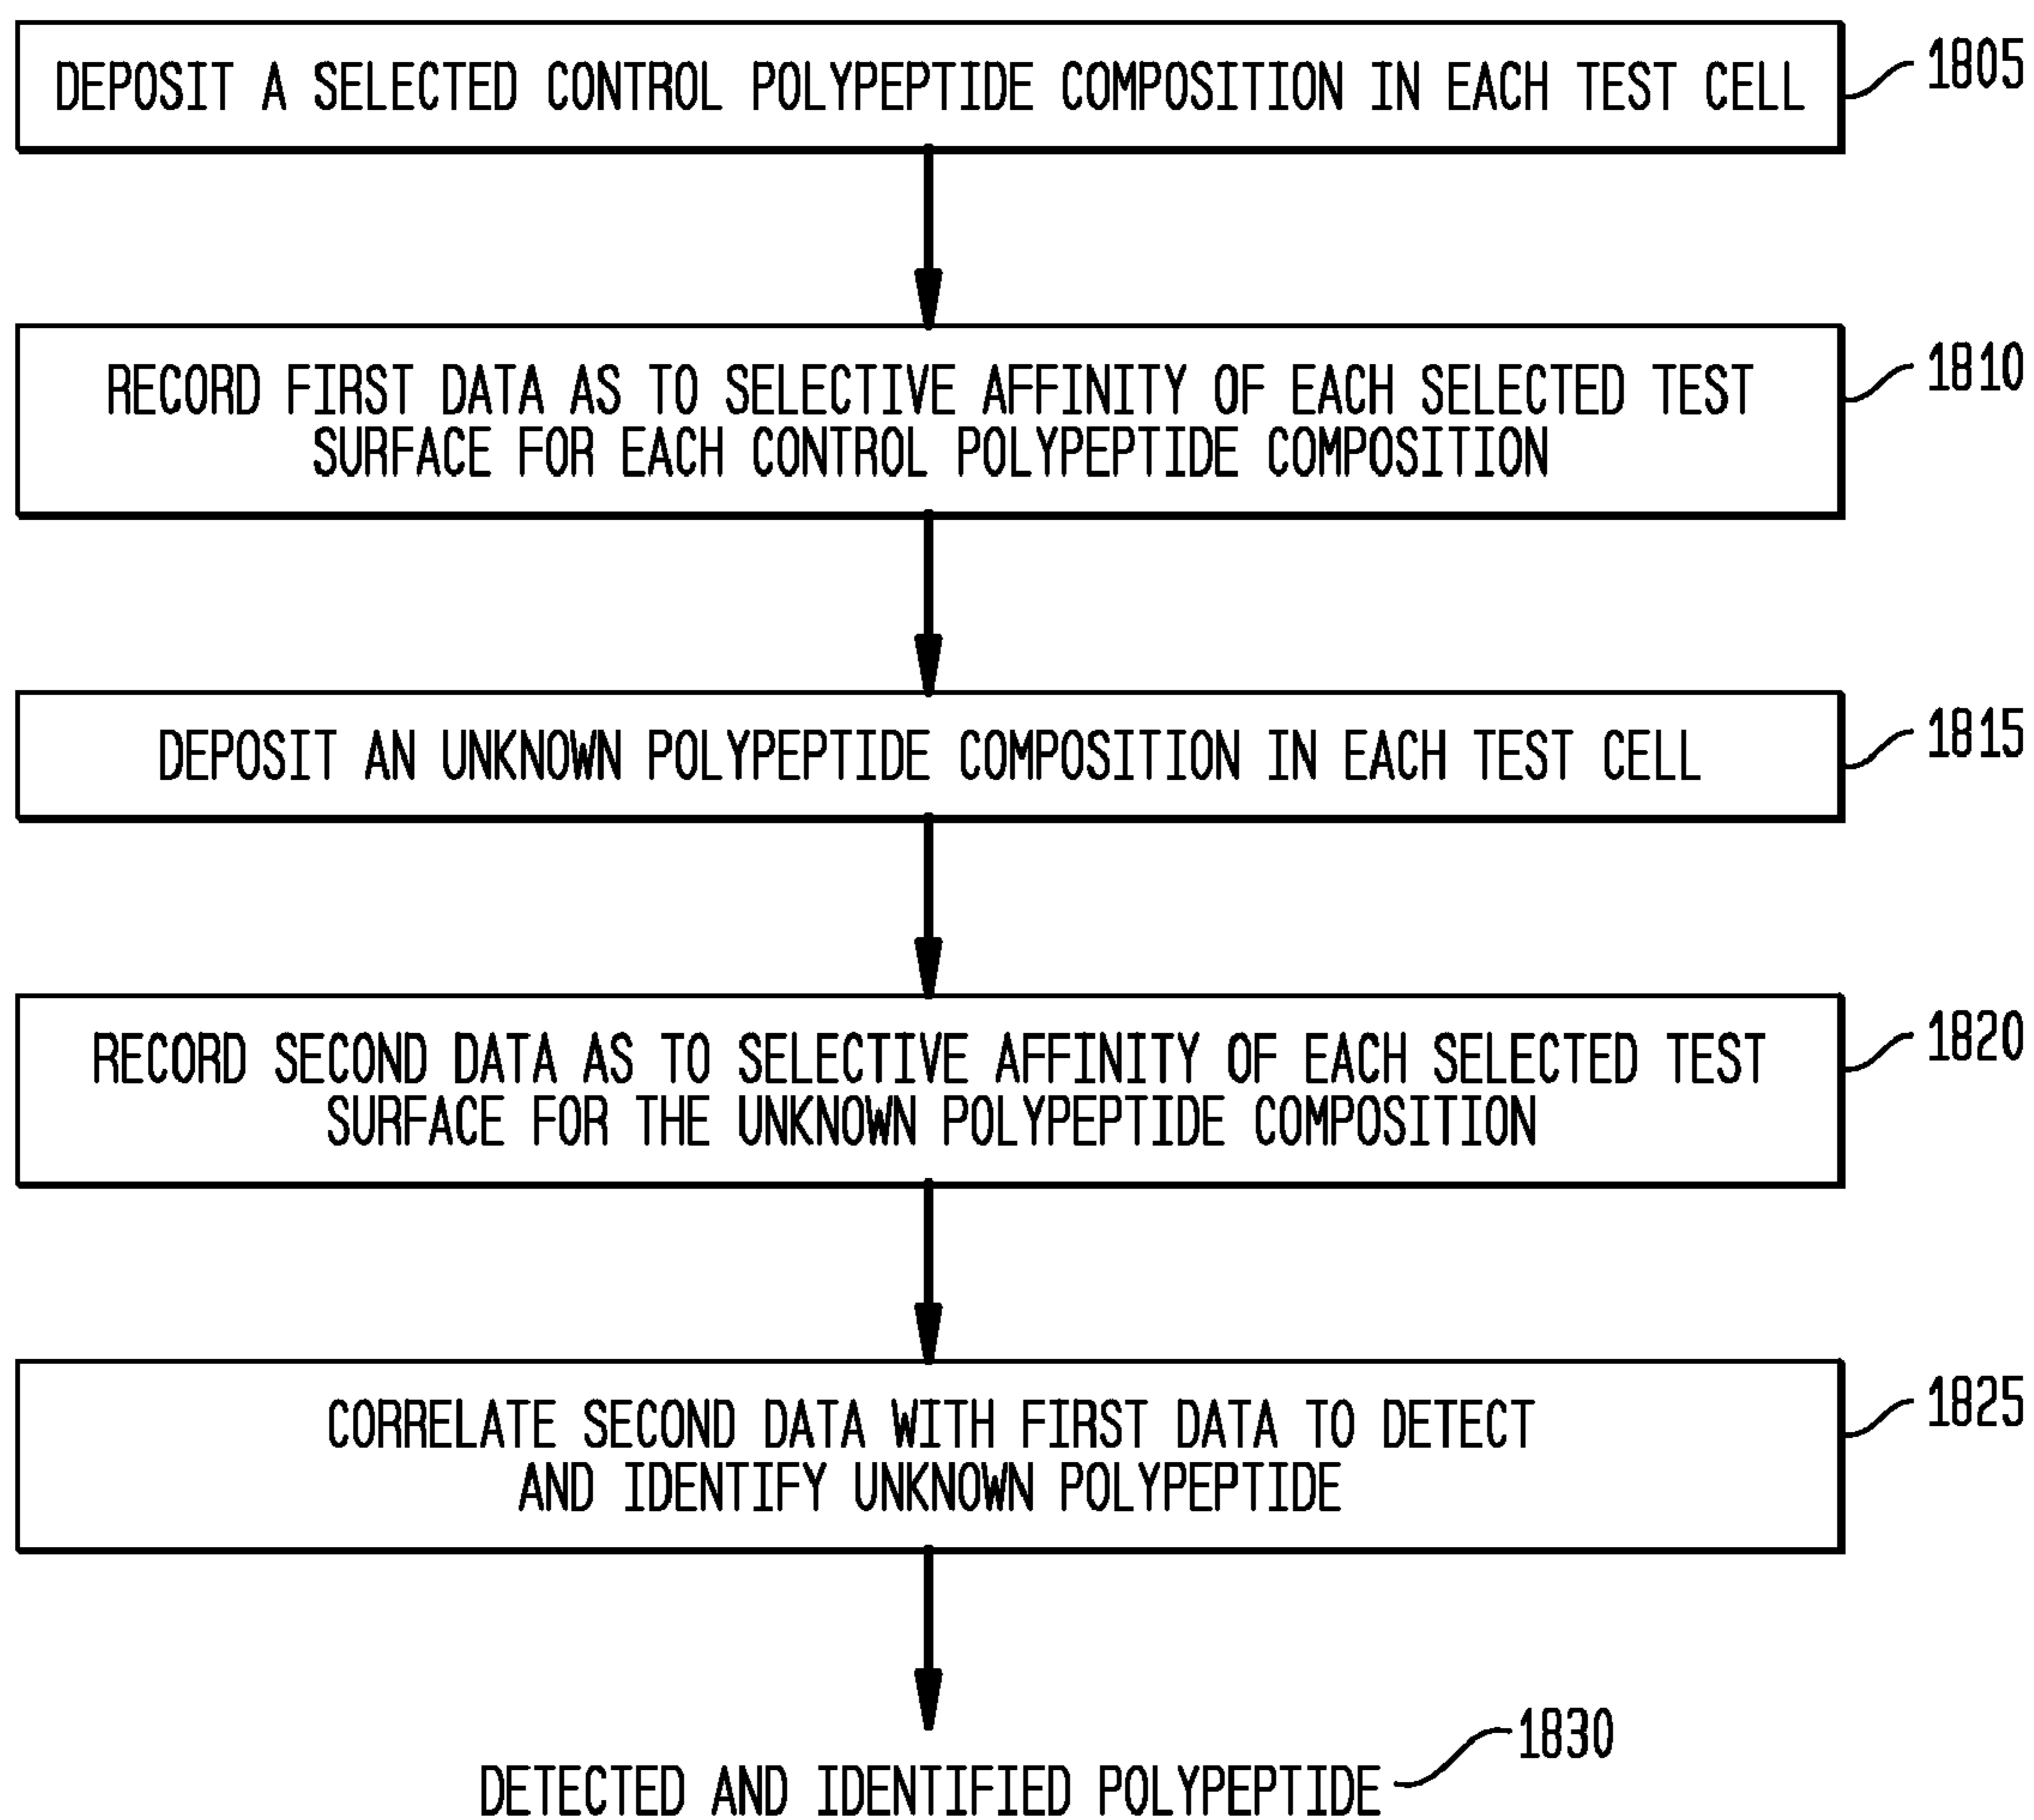 DEPOSIT A SELECTED CONTROL POLYPEPTIDE COMPOSITION IN EACH TEST CELL
1805
RECORD FIRST DATA AS TO SELECTIVE AFFINITY OF EACH SELECTED TEST
SURFACE FOR EACH CONTROL POLYPEPTIDE COMPOSITION
1810
DEPOSIT AN UNKNOWN POLYPEPTIDE COMPOSITION IN EACH TEST CELL
1815
RECORD SECOND DATA AS TO SELECTIVE AFFINITY OF EACH SELECTED TEST
SURFACE FOR THE UNKNOWN POLYPEPTIDE COMPOSITION
1820
CORRELATE SECOND DATA WITH FIRST DATA TO DETECT
AND IDENTIFY UNKNOWN POLYPEPTIDE
1825
DETECTED AND IDENTIFIED POLYPEPTIDE
1830